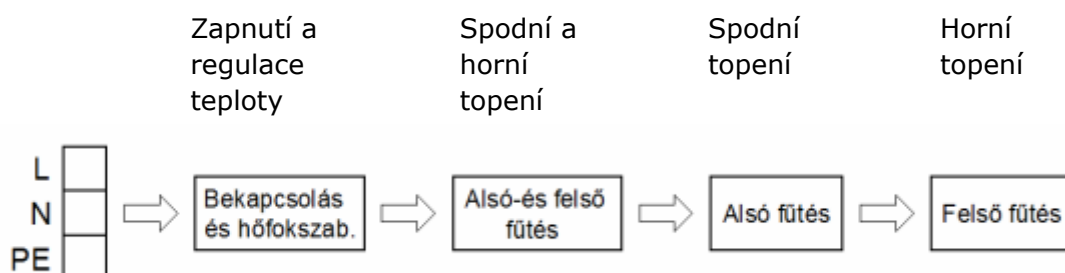 Zapnutí a
regulace
teploty
Spodní a
horní
topení
Spodní
topení
Horní
topení
L
N
PE
Bekapcsolás
és hőfokszab.
Alsó-és felső
fűtés
Alsó fűtés
Felső fűtés